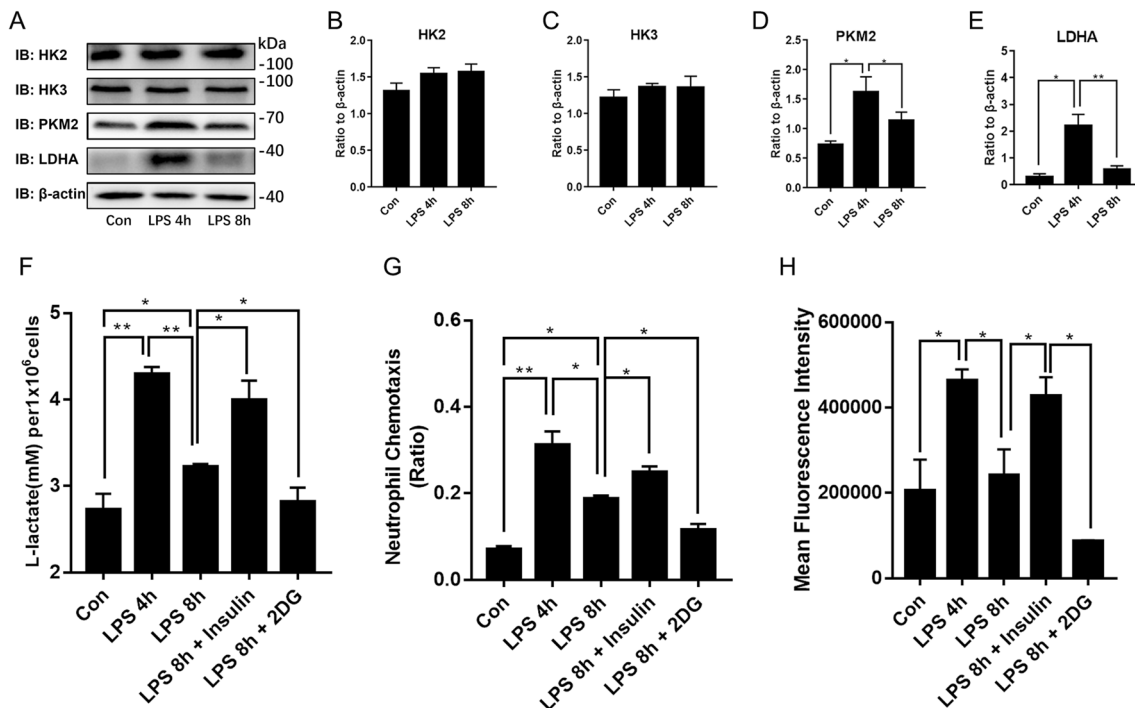 A
IB: HK2
IB: HK3
IB: PKM2
IB: LDHA
IB: β-actin
kDa
-100
-100
-70
-40
-40
Con LPS 4h LPS 8h
B
HK2
Ratio to β-actin
2.0
1.5
1.0
0.5
0.0
Con
LPS 4h
LPS 8h
C
HK3
Ratio to β-actin
2.0
1.5
1.0
0.5
0.0
Con
LPS 4h
LPS 8h
D
PKM2
Ratio to β-actin
2.0
1.5
1.0
0.5
0.0
* *
Con
LPS 4h
LPS 8h
E
LDHA
Ratio to β-actin
6
4
3
2
1
0
* **
Con
LPS 4h
LPS 8h
F
L-lactate(mM) per1x10⁶cells
5
4
3
2
* *
** ** *
Con
LPS 4h
LPS 8h
LPS 8h + Insulin
LPS 8h + 2DG
G
Neutrophil Chemotaxis
(Ratio)
0.6
0.4
0.2
0.0
* *
** * *
Con
LPS 4h
LPS 8h
LPS 8h + Insulin
LPS 8h + 2DG
H
Mean Fluorescence Intensity
600000
400000
200000
0
* * * *
Con
LPS 4h
LPS 8h
LPS 8h + Insulin
LPS 8h + 2DG